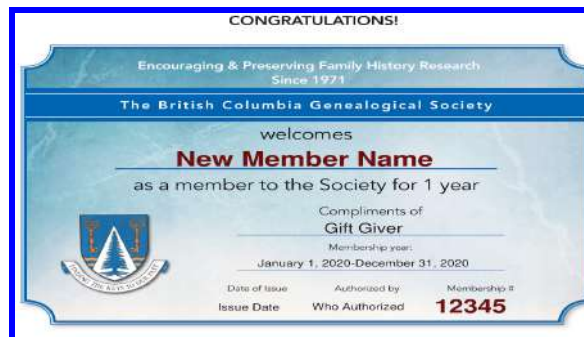 CONGRATULATIONS!
Encouraging & Preserving Family History Research
Since 1971
The British Columbia Genealogical Society
welcomes
New Member Name
as a member to the Society for 1 year
Compliments of
Gift Giver
Membership year:
January 1, 2020-December 31, 2020
Date of Issue Authorized by Membership #
Issue Date Who Authorized 12345